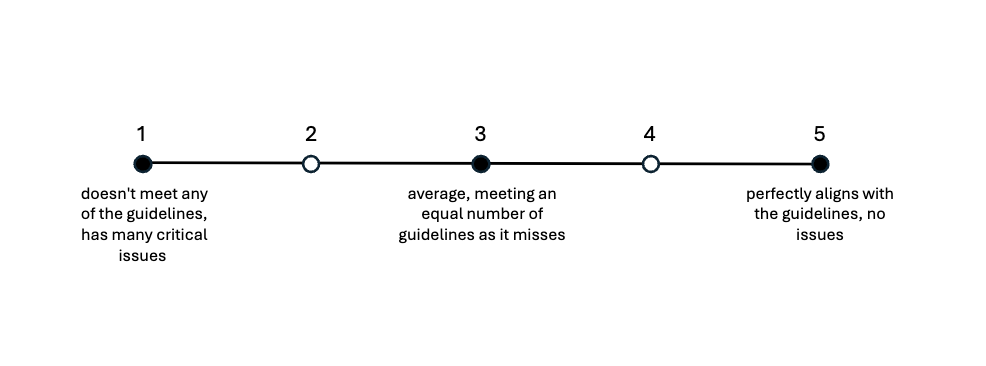 1
2
3
4
5
doesn't meet any
of the guidelines,
has many critical
issues
average, meeting an
equal number of
guidelines as it misses
perfectly aligns with
the guidelines, no
issues